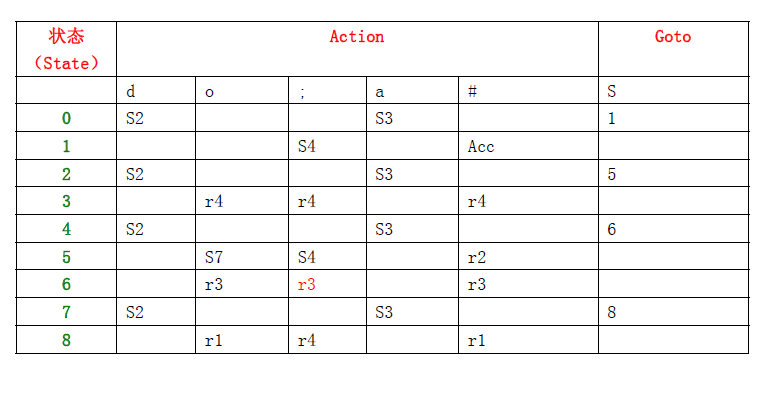 状态 Action Goto
（State）
d o ; a # S
0 S2 S3 1
1 S4 Acc
2 S2 S3 5
3 r4 r4 r4
4 S2 S3 6
5 S7 S4 r2
6 r3 r3 r3
7 S2 S3 8
8 r1 r4 r1